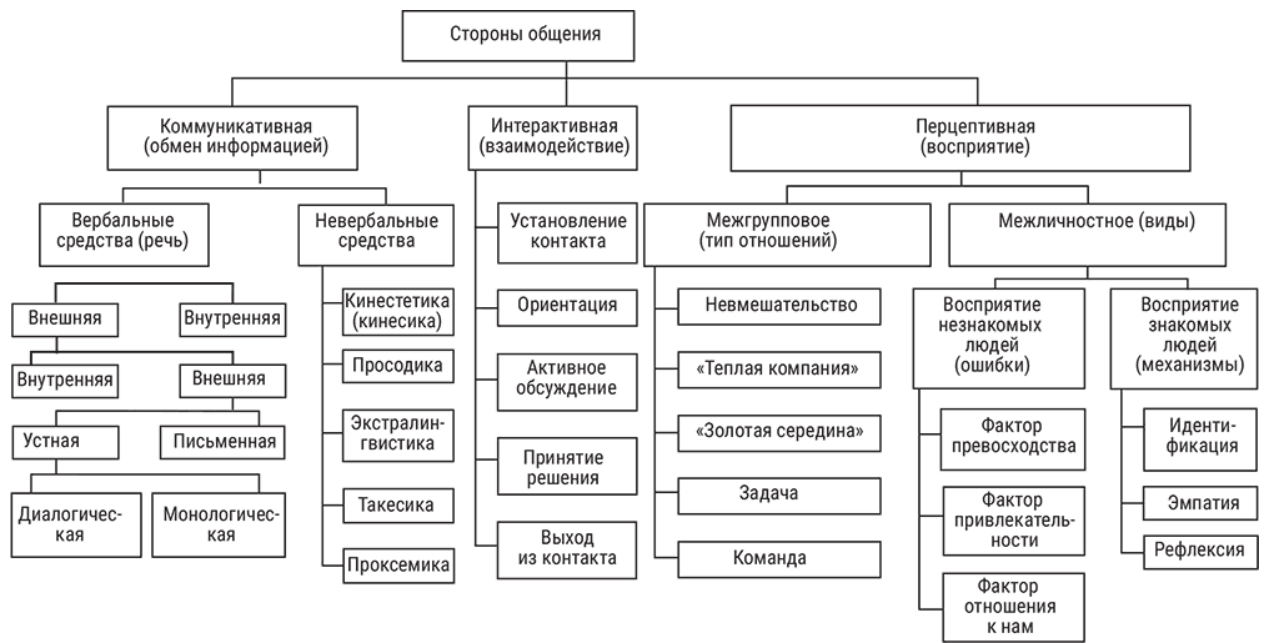 Стороны общения
Коммуникативная
(обмен информацией)
Интерактивная
(взаимодействие)
Перцептивная
(восприятие)
Вербальные
средства (речь)
Невербальные
средства
Установление
контакта
Межгрупповое
(тип отношений)
Межличностное (виды)
Внешняя
Внутренняя
Внутренняя
Внешняя
Устная
Письменная
Диалогичес-
кая
Монологичес-
кая
Кинестетика
(кинесика)
Просодика
Экстралин-
гвистика
Такесика
Проксемика
Ориентация
Активное
обсуждение
Принятие
решения
Выход
из контакта
Невмешательство
«Теплая компания»
«Золотая середина»
Задача
Команда
Восприятие
незнакомых
людей
(ошибки)
Фактор
превосходства
Фактор
привлекатель-
ности
Фактор
отношения
к нам
Восприятие
знакомых
людей
(механизмы)
Иденти-
фикация
Эмпатия
Рефлексия